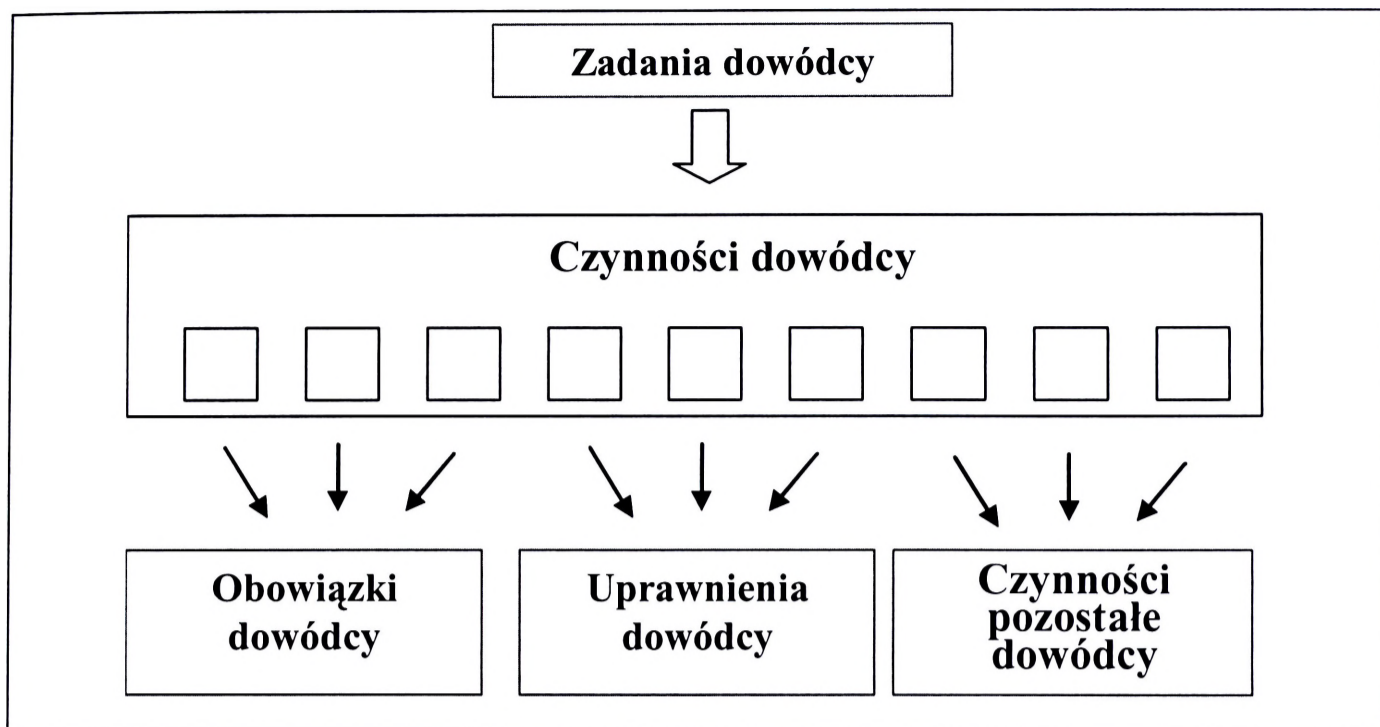 Zadania dowódcy
Czynności dowódcy
Obowiązki
dowódcy
Uprawnienia
dowódcy
Czynności
pozostałe
dowódcy